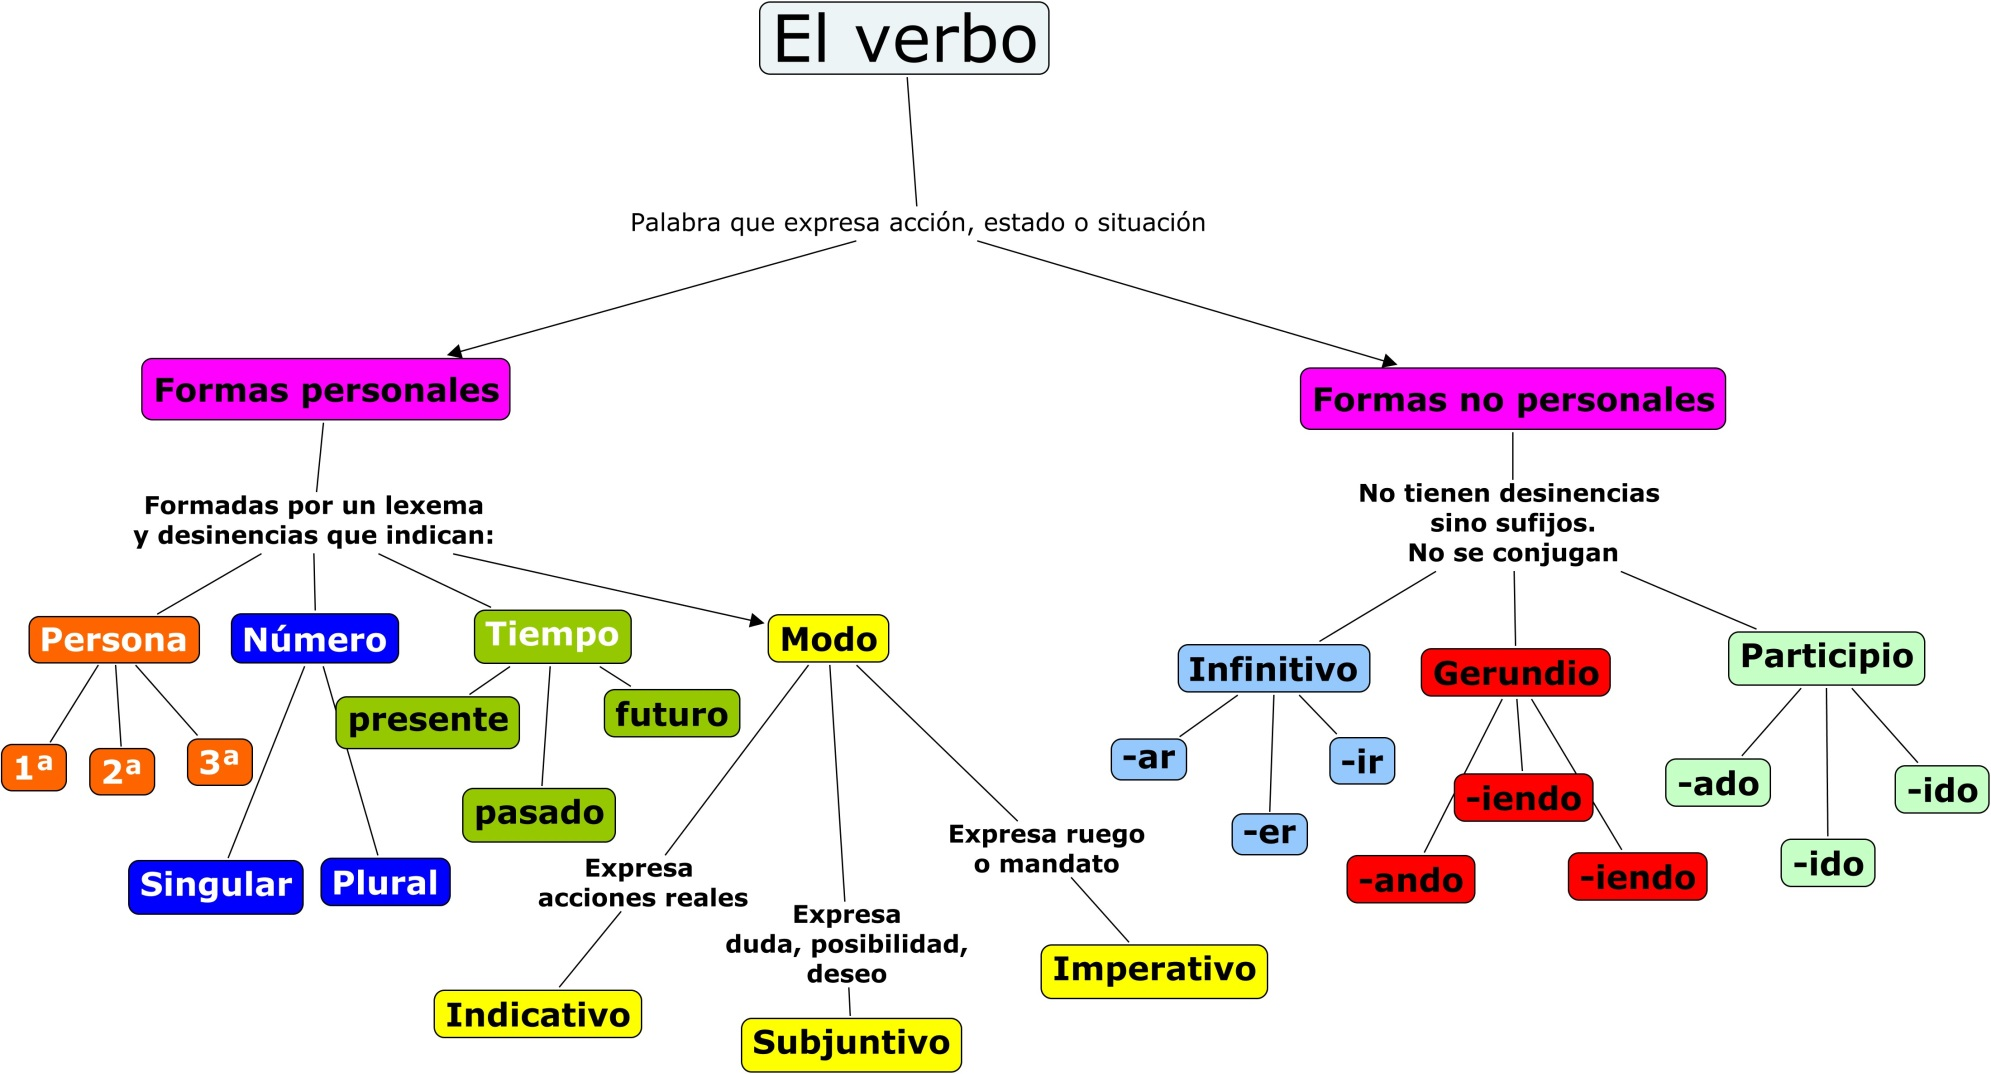 El verbo
Palabra que expresa acción, estado o situación
Formas personales
Formas no personales
Formadas por un lexema
y desinencias que indican:
No tienen desinencias
sino sufijos.
No se conjugan
Persona
Número
Tiempo
Modo
Infinitivo
Gerundio
Participio
1ª
2ª
3ª
presente
futuro
pasado
Singular
Plural
Expresa
acciones reales
Expresa
duda, posibilidad,
deseo
Expresa ruego
o mandato
Indicativo
Subjuntivo
Imperativo
-ar
-er
-ir
-ando
-iendo
-iendo
-ado
-ido
-ido